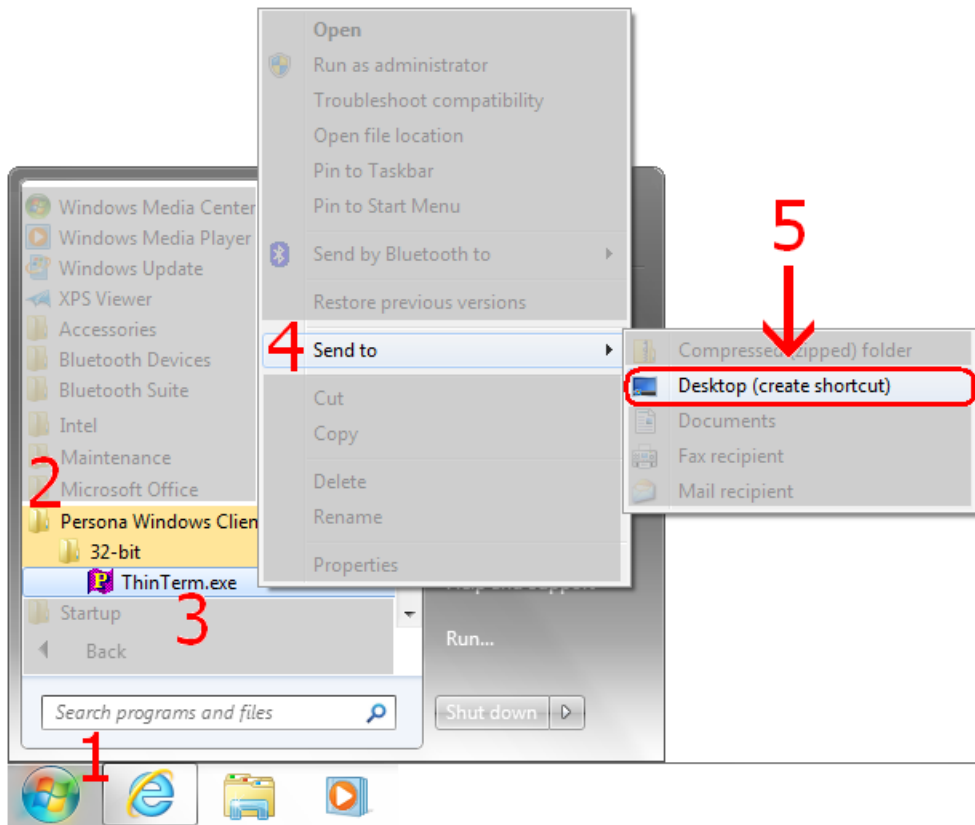 Open
Run as administrator
Troubleshoot compatibility
Open file location
Pin to Taskbar
Pin to Start Menu
Send by Bluetooth to
Restore previous versions
4 Send to
Cut
Copy
Delete
Rename
Properties
5
Compressed (zipped) folder
Desktop (create shortcut)
Documents
Fax recipient
Mail recipient
Windows Media Center
Windows Media Player
Windows Update
XPS Viewer
Accessories
Bluetooth Devices
Bluetooth Suite
Intel
Maintenance
2
Microsoft Office
Persona Windows Clien
32-bit
P ThinTerm.exe
Startup
3
Back
Help and Support
Run...
Search programs and files
Shut down
1